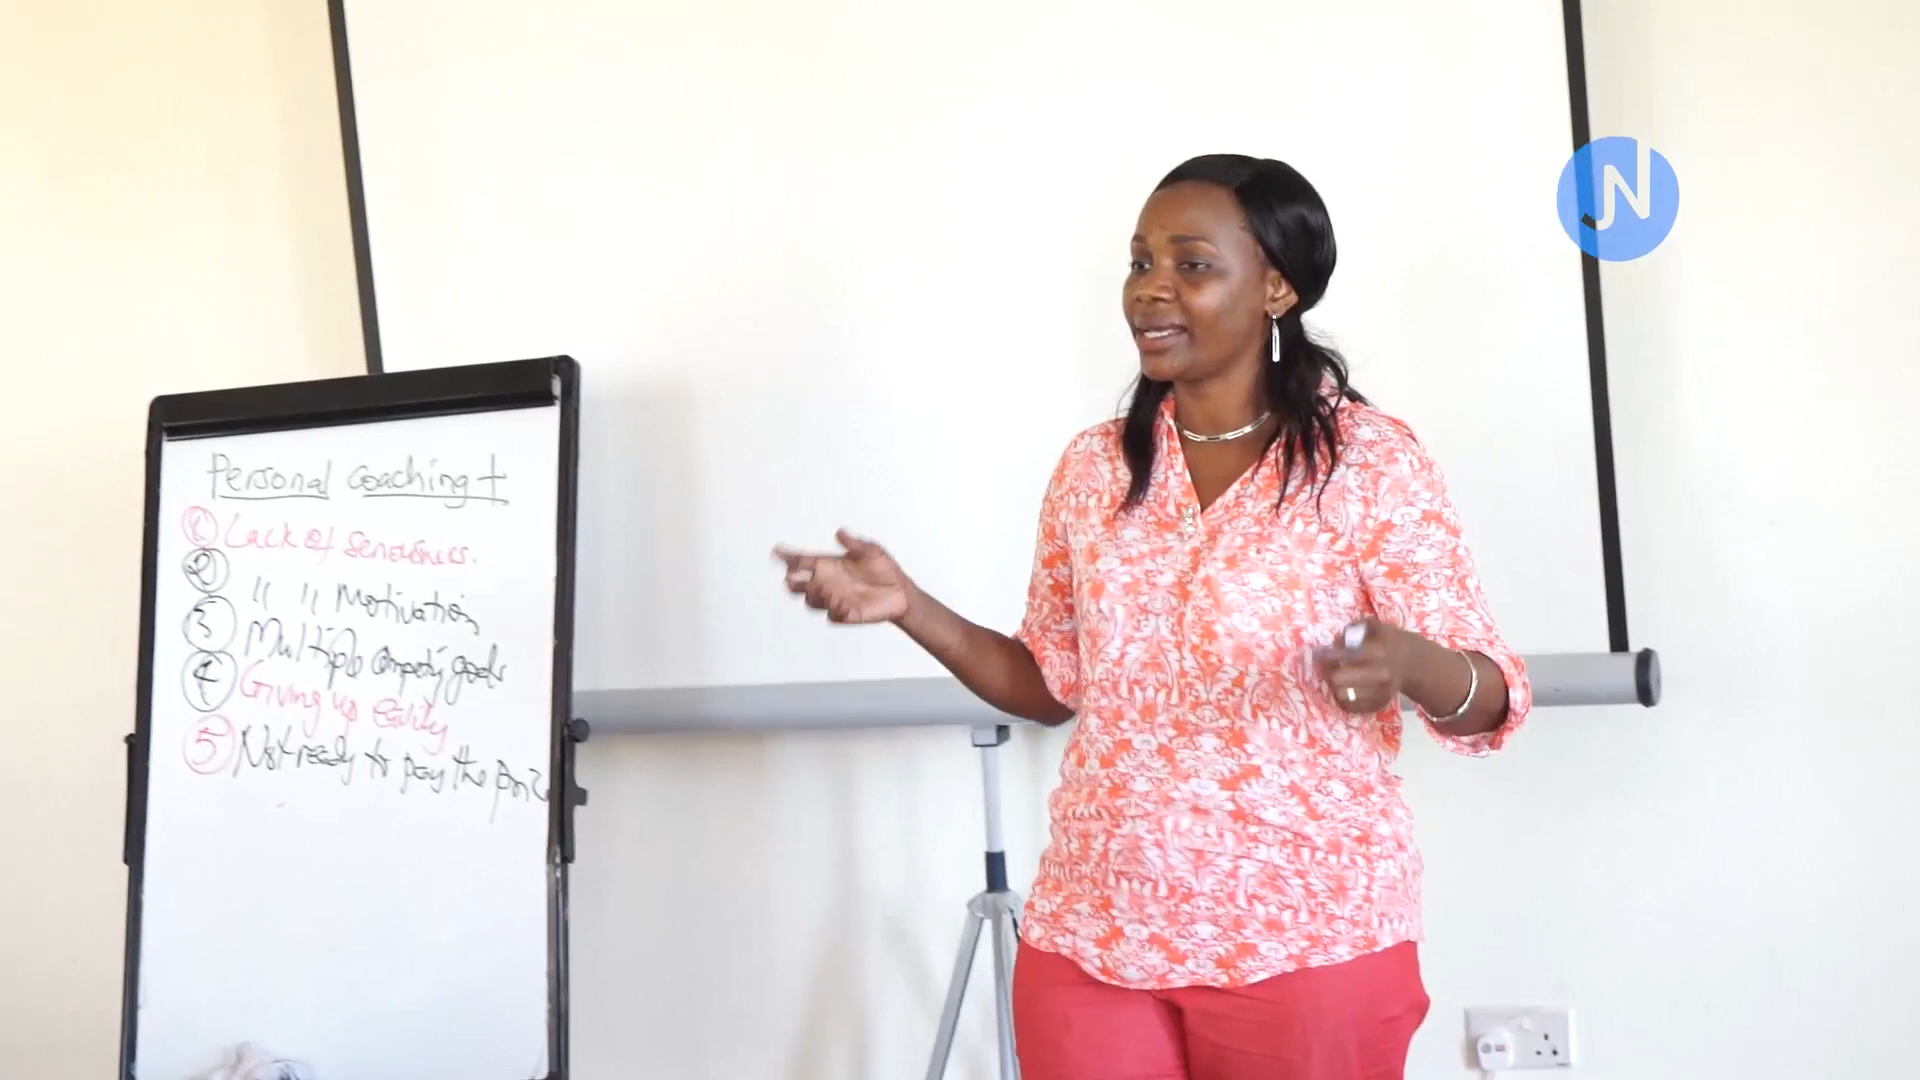 Personal Coaching +
1 Lack of seriousness.
2 " " Motivation
3 Multiple competing goals
4 Giving up easily
5 Not ready to pay the
JN